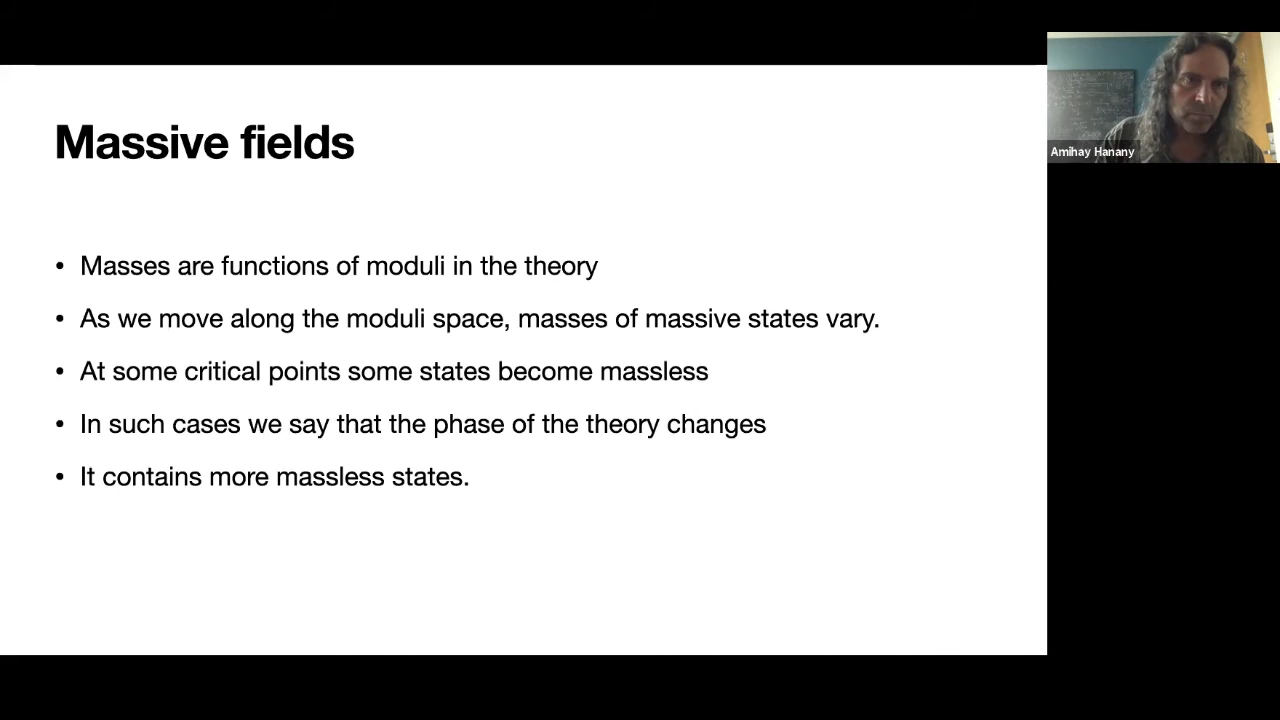 Massive fields
• Masses are functions of moduli in the theory
• As we move along the moduli space, masses of massive states vary.
• At some critical points some states become massless
• In such cases we say that the phase of the theory changes
• It contains more massless states.
Amihay Hanany